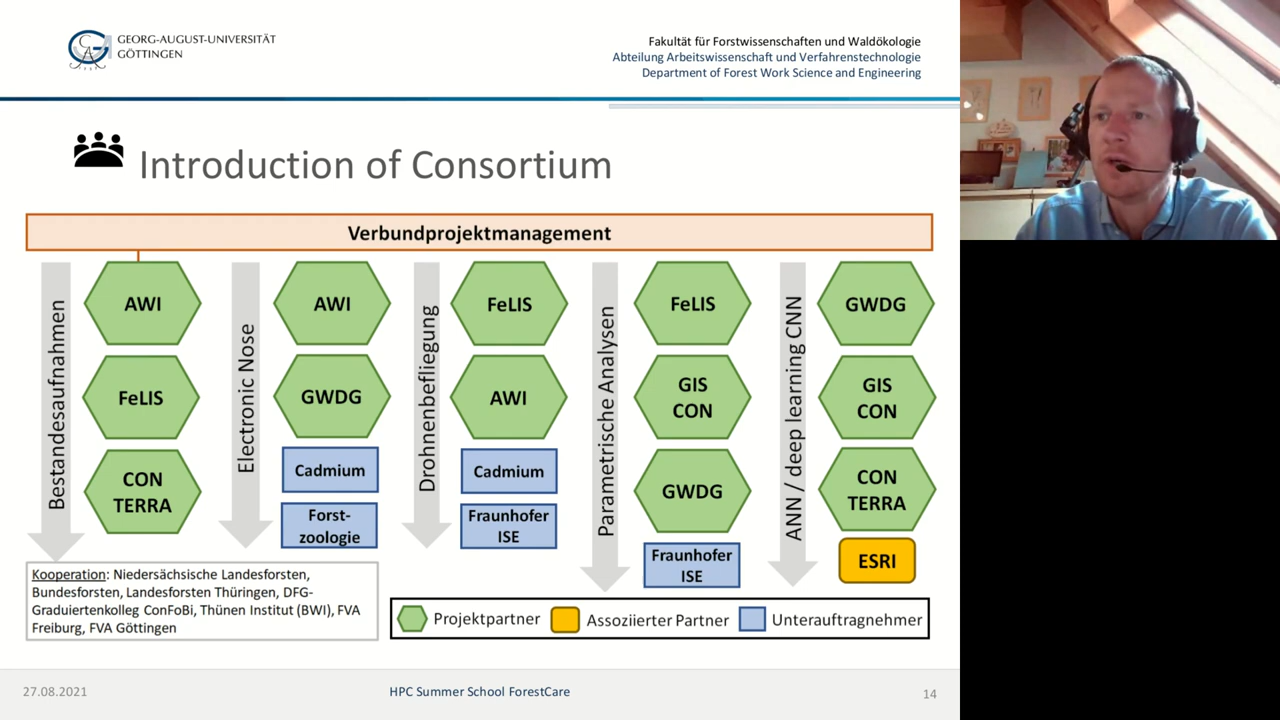 GEORG-AUGUST-UNIVERSITÄT
GÖTTINGEN
Fakultät für Forstwissenschaften und Waldökologie
Abteilung Arbeitswissenschaft und Verfahrenstechnologie
Department of Forest Work Science and Engineering
Introduction of Consortium
Verbundprojektmanagement
Bestandesaufnahmen
AWI
FeLIS
CON
TERRA
Electronic Nose
AWI
GWDG
Cadmium
Forst-
zoologie
Drohnenbefliegung
FeLIS
AWI
Cadmium
Fraunhofer
ISE
Parametrische Analysen
FeLIS
GIS
CON
GWDG
Fraunhofer
ISE
ANN / deep learning CNN
GWDG
GIS
CON
CON
TERRA
ESRI
Kooperation: Niedersächsische Landesforsten,
Bundesforsten, Landesforsten Thüringen, DFG-
Graduiertenkolleg ConFoBi, Thünen Institut (BWI), FVA
Freiburg, FVA Göttingen
Projektpartner
Assoziierter Partner
Unterauftragnehmer
27.08.2021
HPC Summer School ForestCare
14